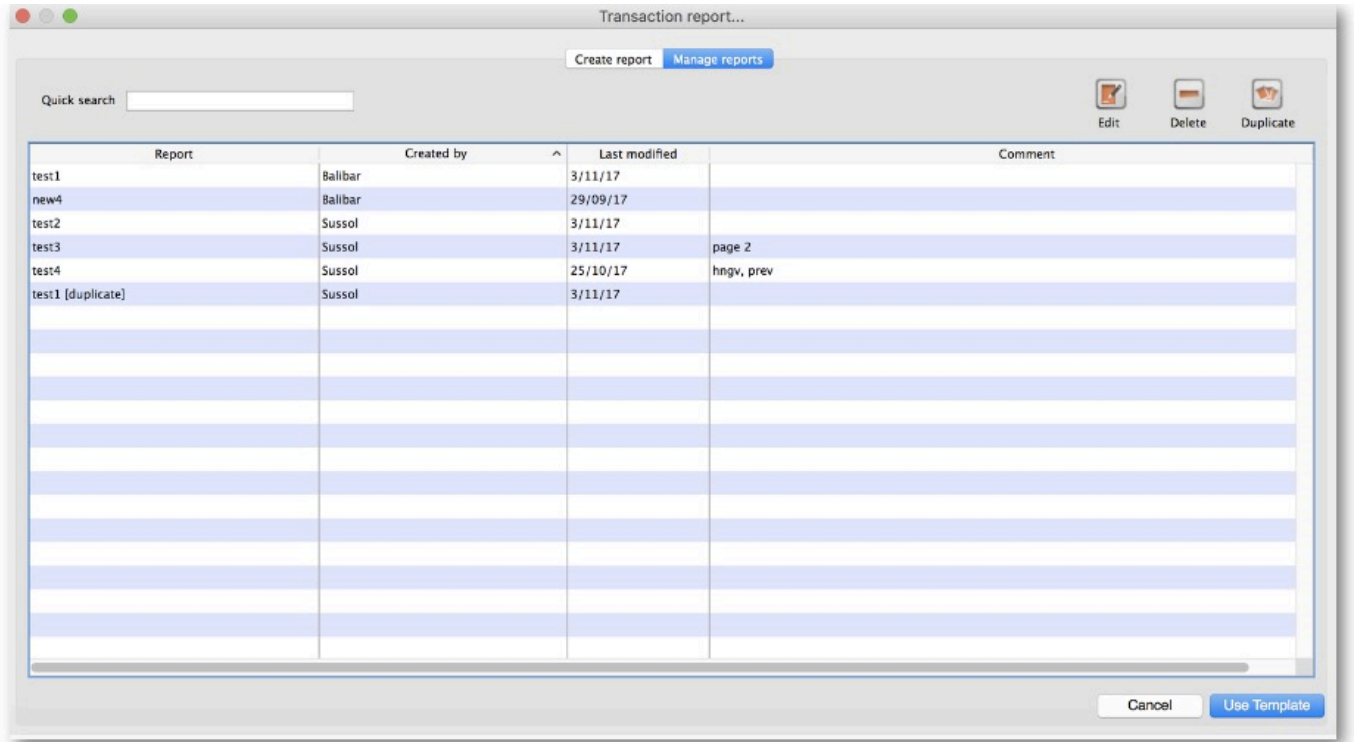 Transaction report...
Create report Manage reports
Quick search
Edit Delete Duplicate
Report Created by Last modified Comment
test1 Balibar 3/11/17
new4 Balibar 29/09/17
test2 Sussol 3/11/17
test3 Sussol 3/11/17 page 2
test4 Sussol 25/10/17 hngv, prev
test1 [duplicate] Sussol 3/11/17
Cancel Use Template